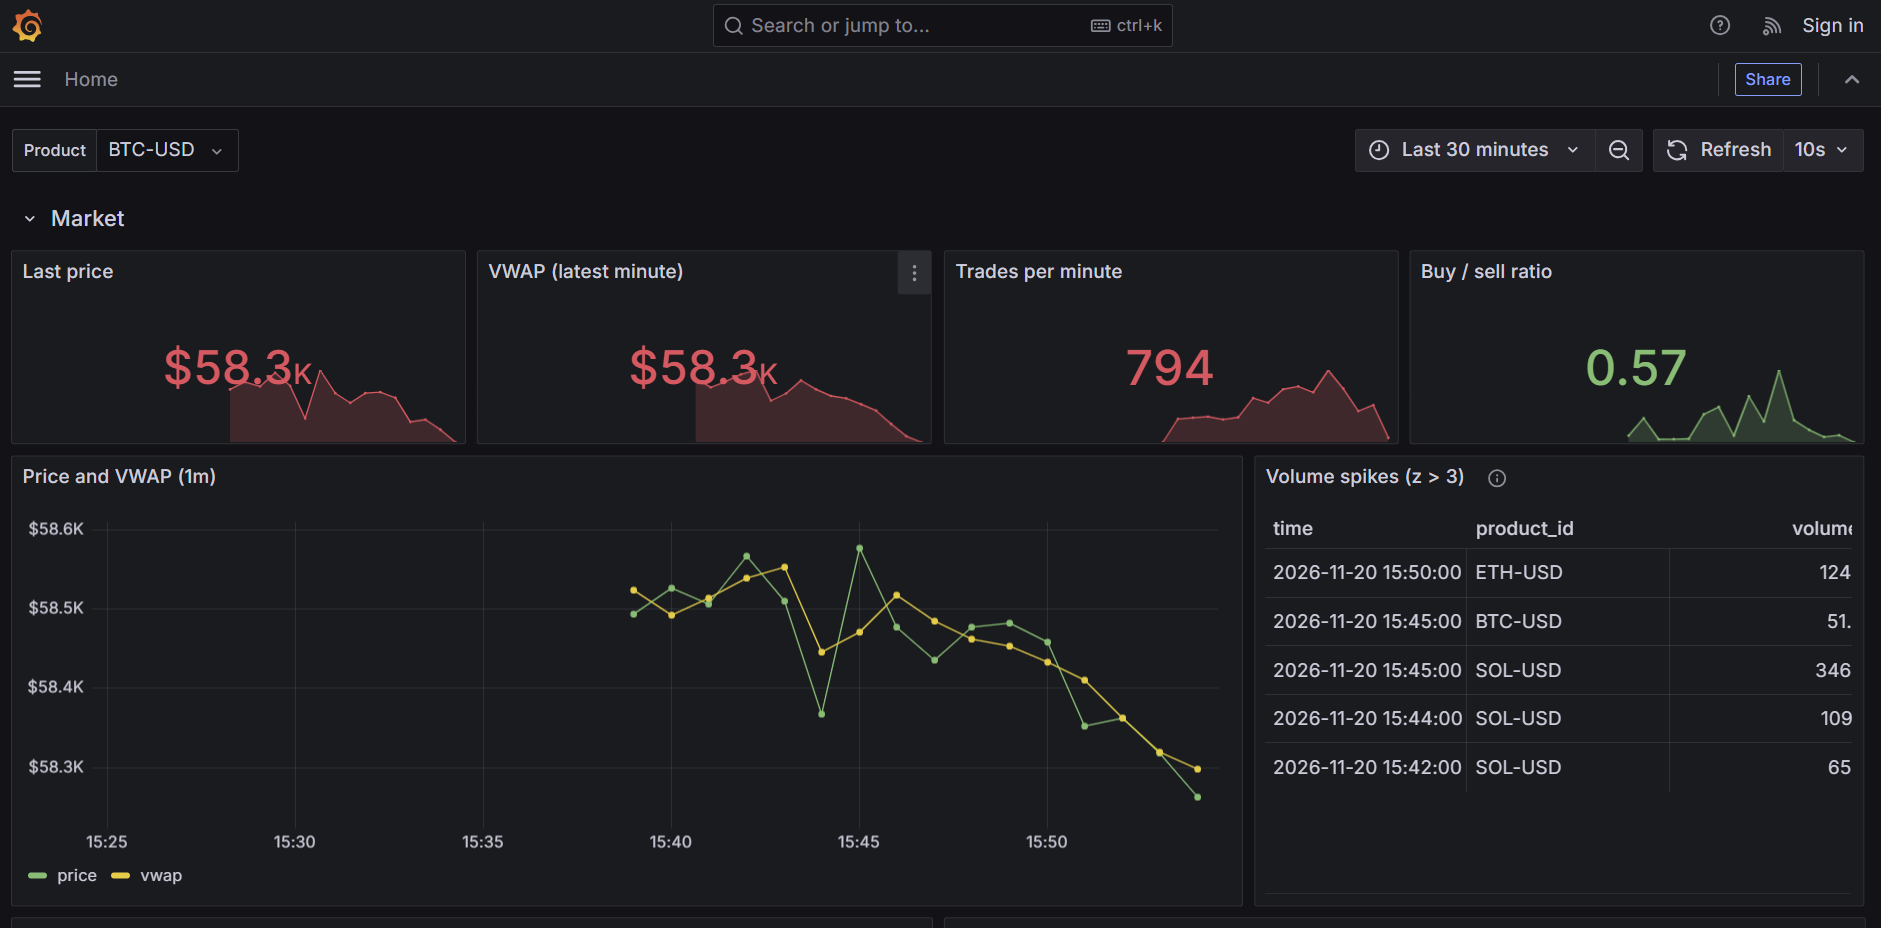 Search or jump to... ctrl+k Sign in
Home Share
Product BTC-USD Last 30 minutes Refresh 10s
Market
Last price VWAP (latest minute) Trades per minute Buy / sell ratio
$58.3K $58.3K 794 0.57
Price and VWAP (1m)
$58.6K
$58.5K
$58.4K
$58.3K
15:25 15:30 15:35 15:40 15:45 15:50
price vwap
Volume spikes (z > 3)
time product_id volume
2026-11-20 15:50:00 ETH-USD 124
2026-11-20 15:45:00 BTC-USD 51.
2026-11-20 15:45:00 SOL-USD 346
2026-11-20 15:44:00 SOL-USD 109
2026-11-20 15:42:00 SOL-USD 65